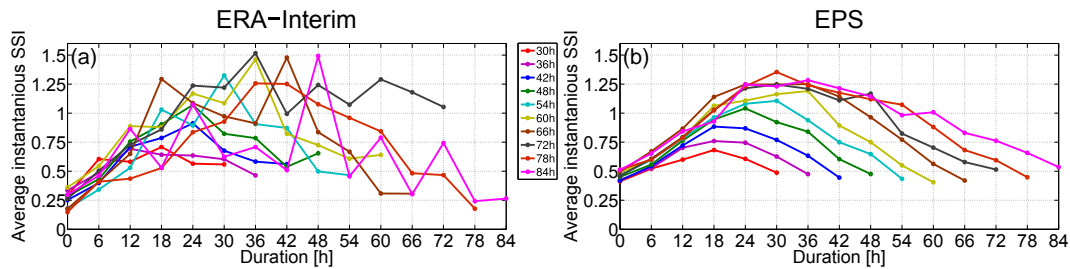 ERA−Interim
EPS
(a)
(b)
Average instantanious SSI
1.5
1.25
1
0.75
0.5
0.25
0
0 6 12 18 24 30 36 42 48 54 60 66 72 78 84
Duration [h]
30h
36h
42h
48h
54h
60h
66h
72h
78h
84h
Average instantanious SSI
1.5
1.25
1
0.75
0.5
0.25
0
0 6 12 18 24 30 36 42 48 54 60 66 72 78 84
Duration [h]